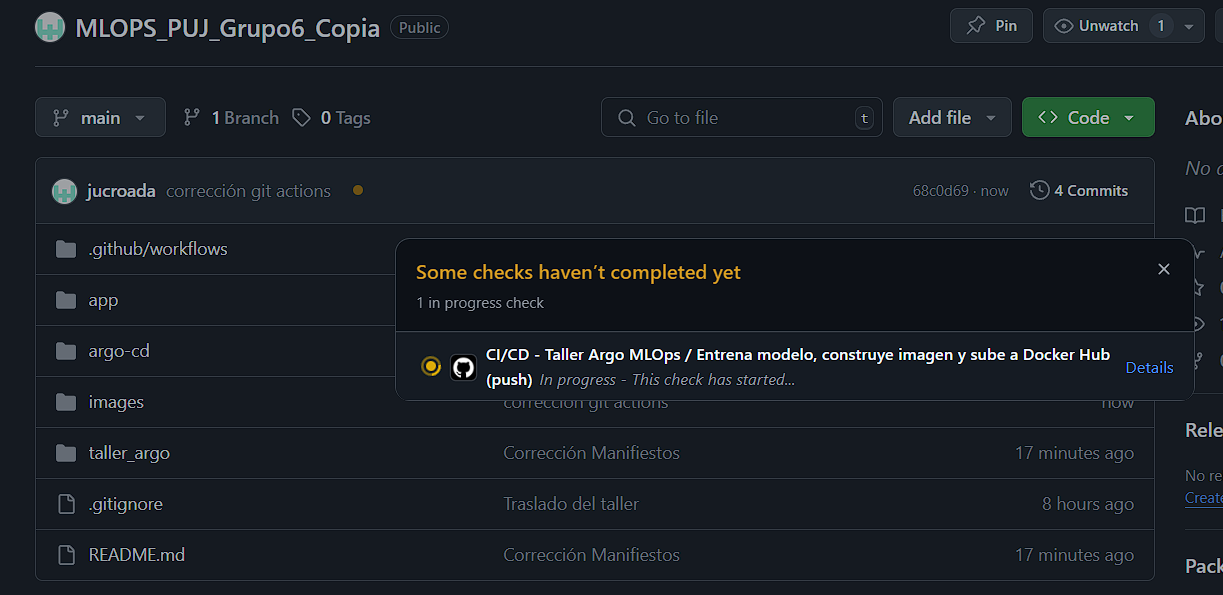 MLOPS_PUJ_Grupo6_Copia Public Pin Unwatch 1
main 1 Branch 0 Tags Go to file t Add file Code
jucroada corrección git actions 68c0d69 · now 4 Commits
.github/workflows
app
argo-cd
images corrección git actions now
taller_argo Corrección Manifiestos 17 minutes ago
.gitignore Traslado del taller 8 hours ago
README.md Corrección Manifiestos 17 minutes ago
Some checks haven’t completed yet
1 in progress check
CI/CD - Taller Argo MLOps / Entrena modelo, construye imagen y sube a Docker Hub
(push) In progress - This check has started...
Details
Abo
No
Rele
No re
Create
Pack